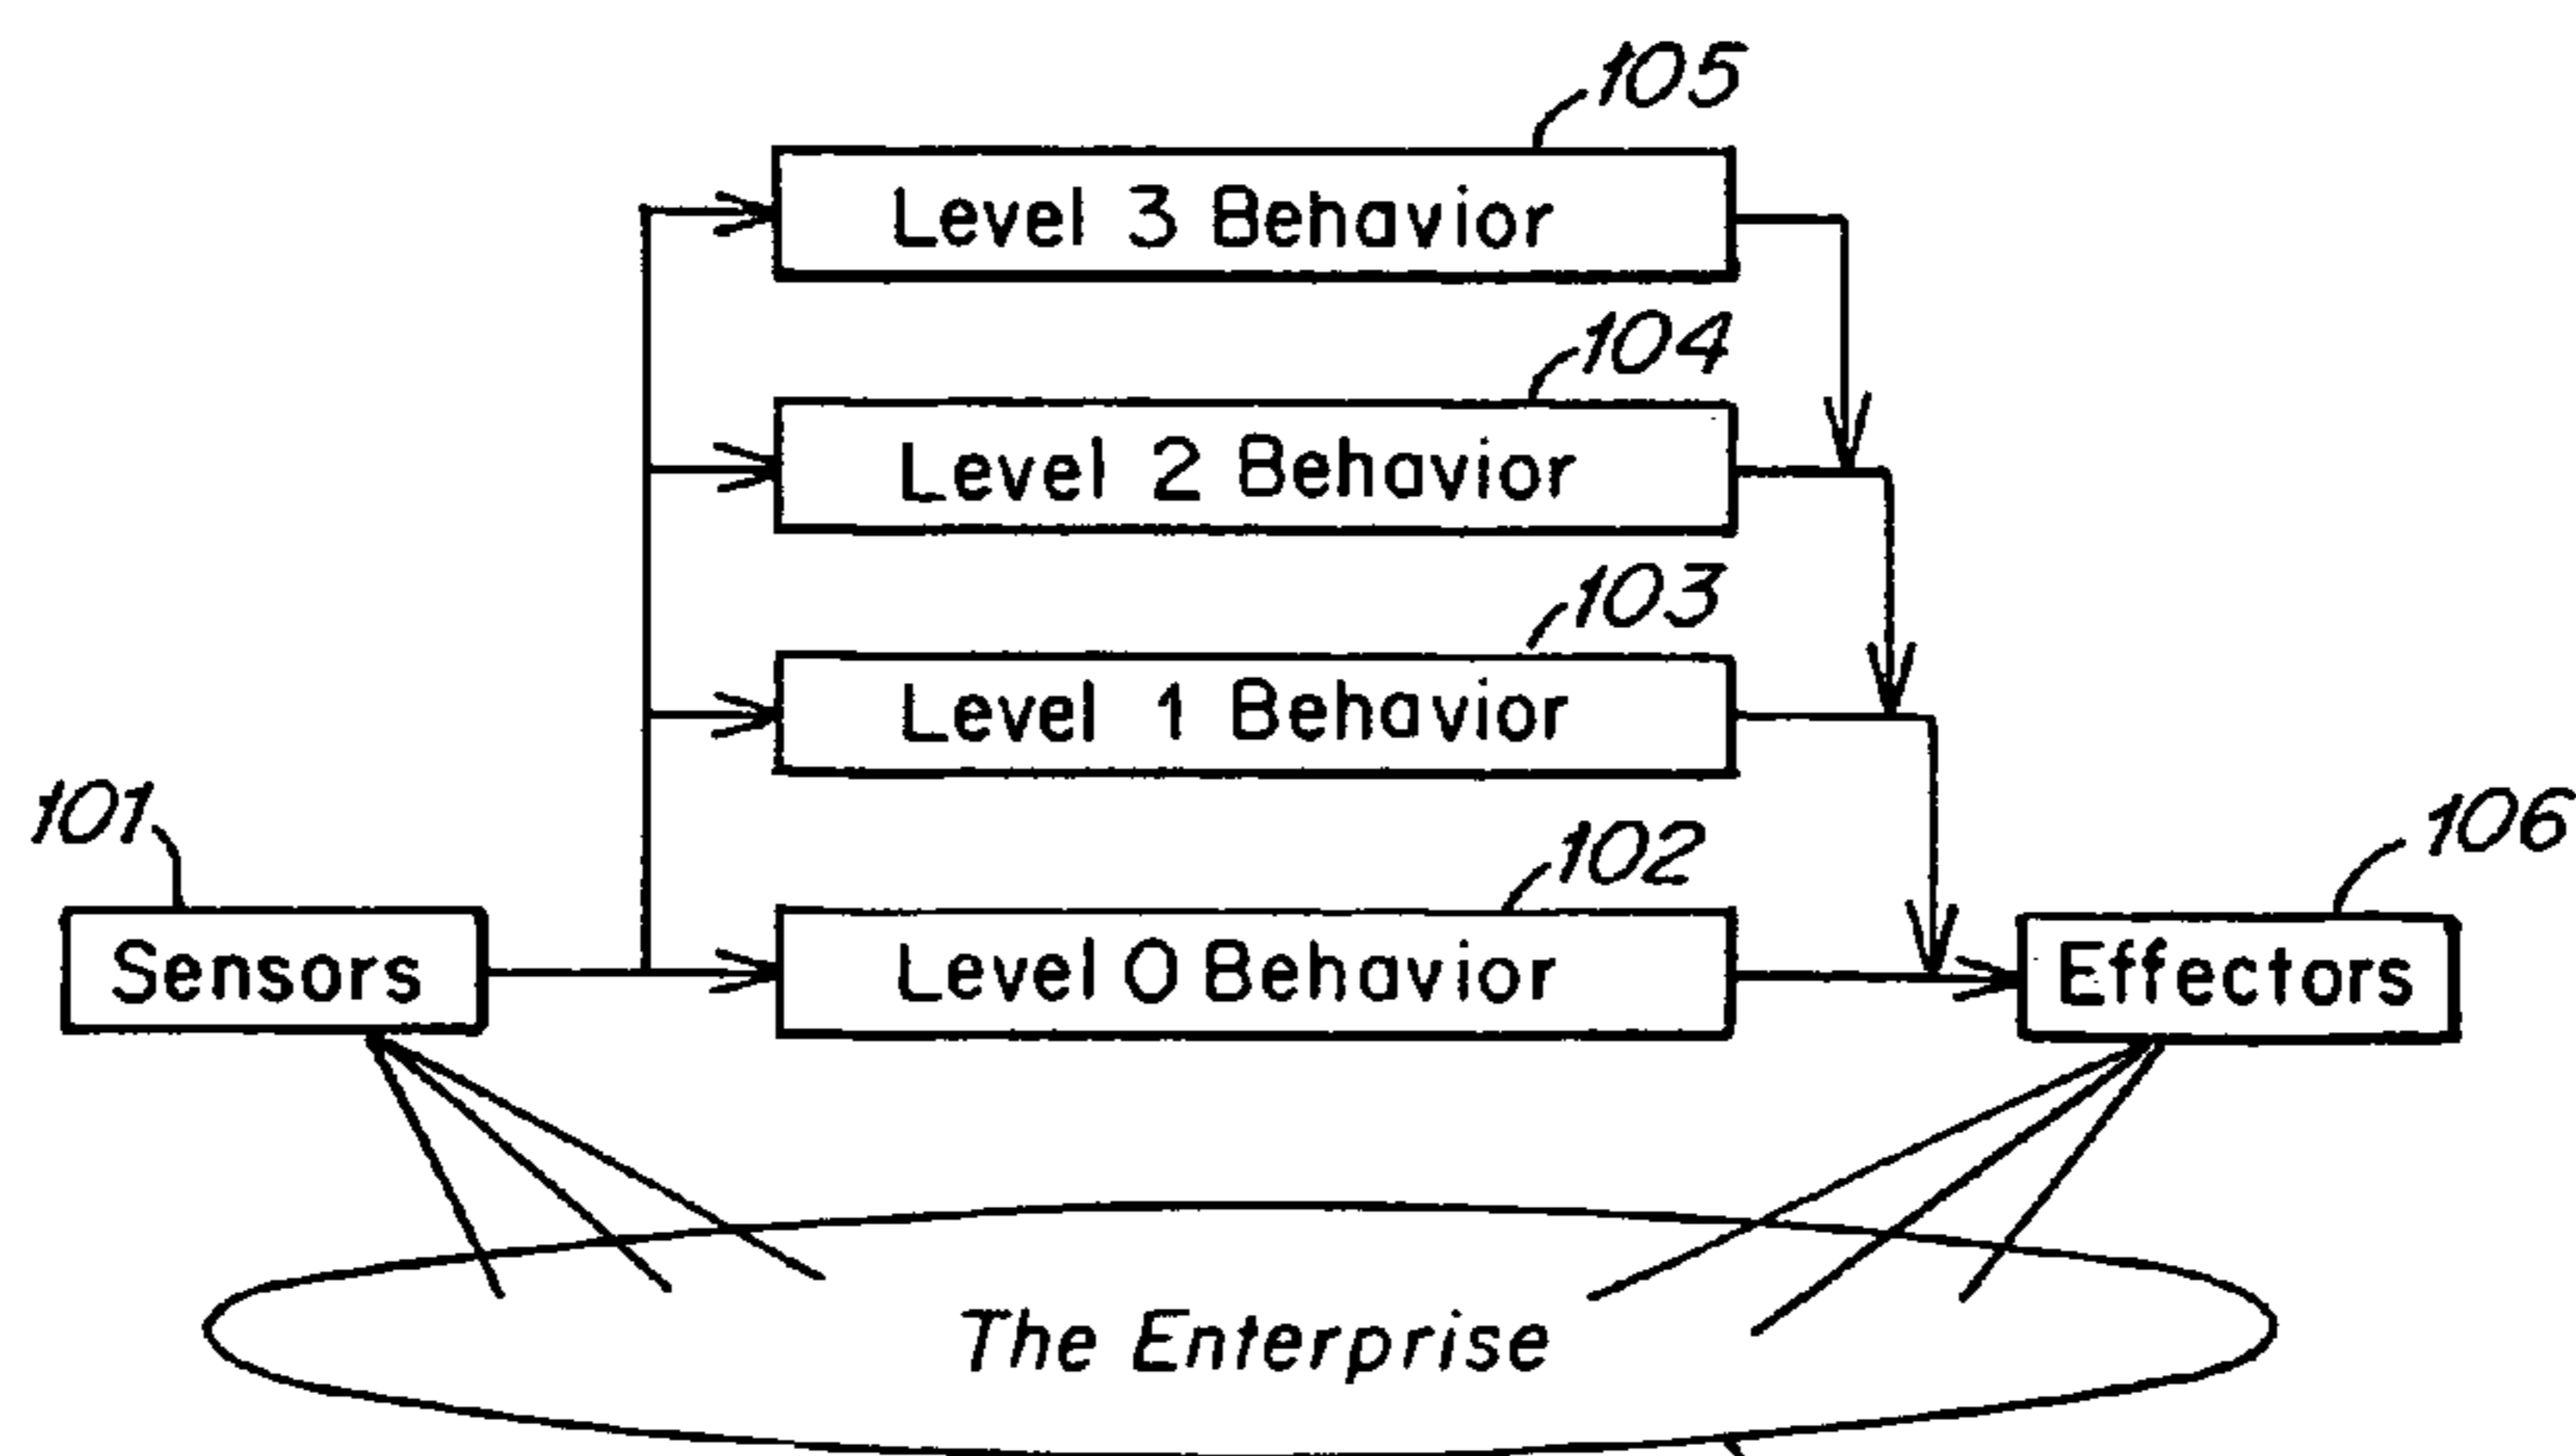 105
Level 3 Behavior
104
Level 2 Behavior
103
Level 1 Behavior
101
102
106
Sensors
Level 0 Behavior
Effectors
The Enterprise